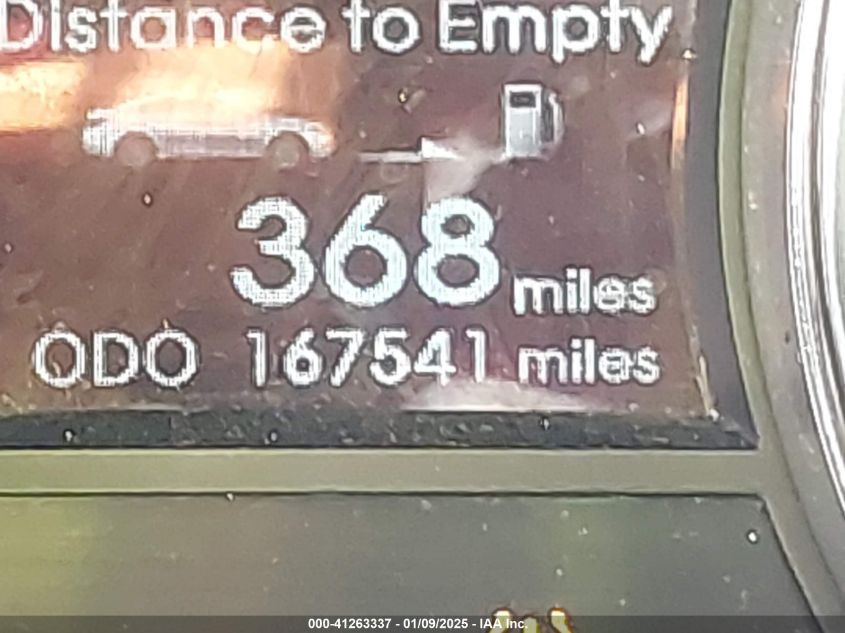 Distance to Empty
368 miles
ODO 167541 miles
000-41263337 - 01/09/2025 - IAA Inc.